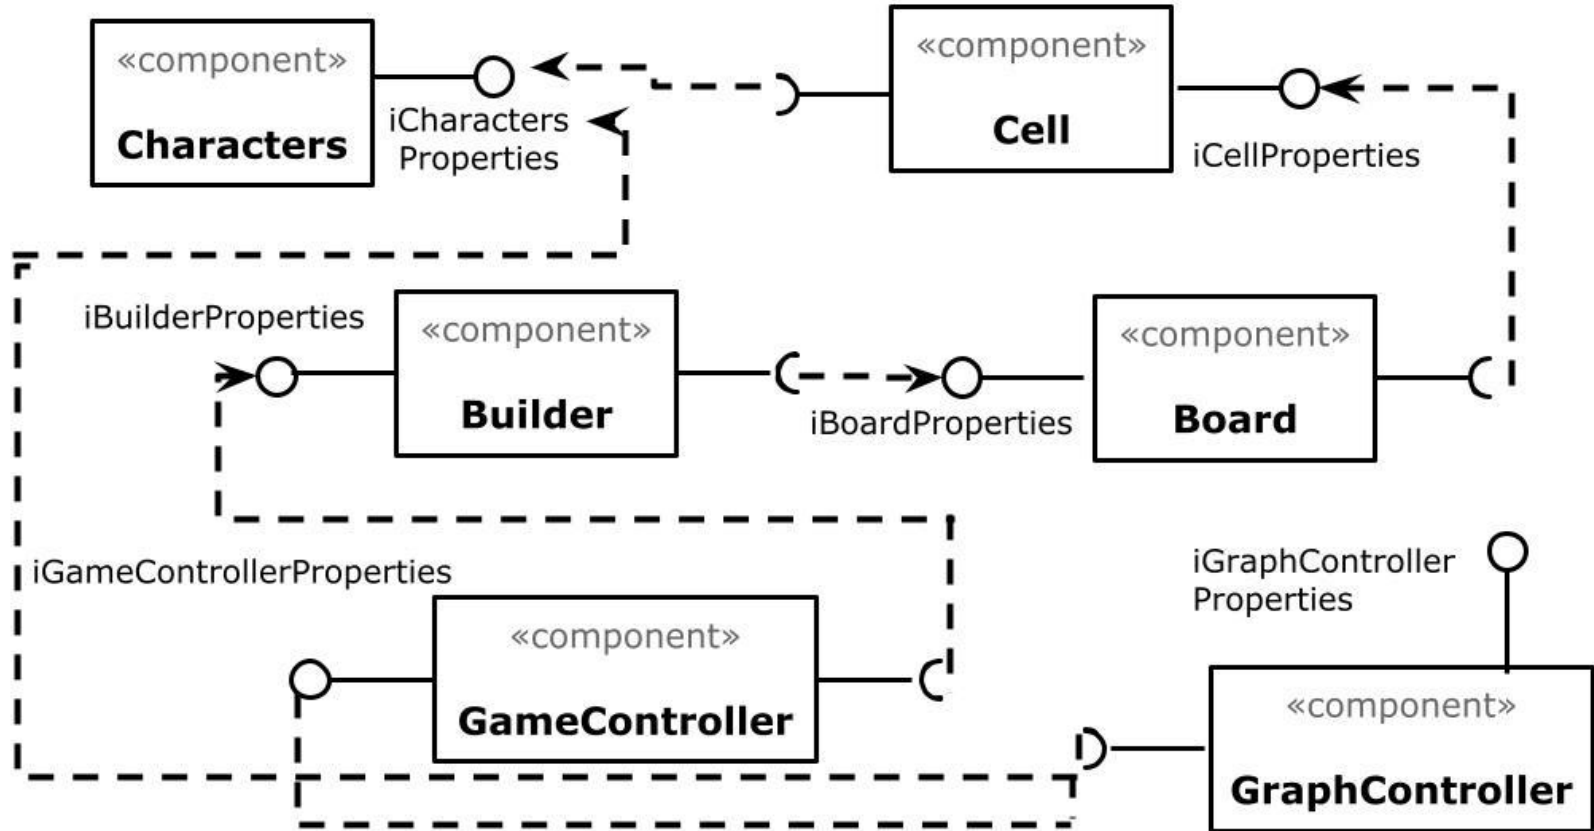 «component»
Characters
iCharacters
Properties
«component»
Cell
iCellProperties
iBuilderProperties
«component»
Builder
iBoardProperties
«component»
Board
iGameControllerProperties
«component»
GameController
iGraphController
Properties
«component»
GraphController